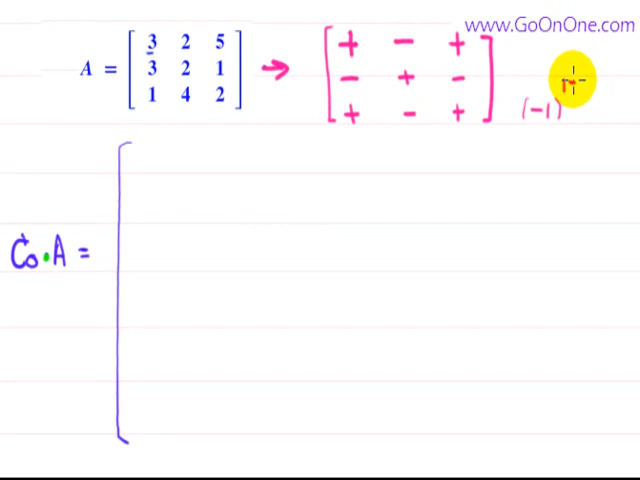 www.GoOnOne.com
A = [ 3 2 5 → [ + − +
3 2 1 − + −
1 4 2 ] + − + ] (−1)
Co·A = [